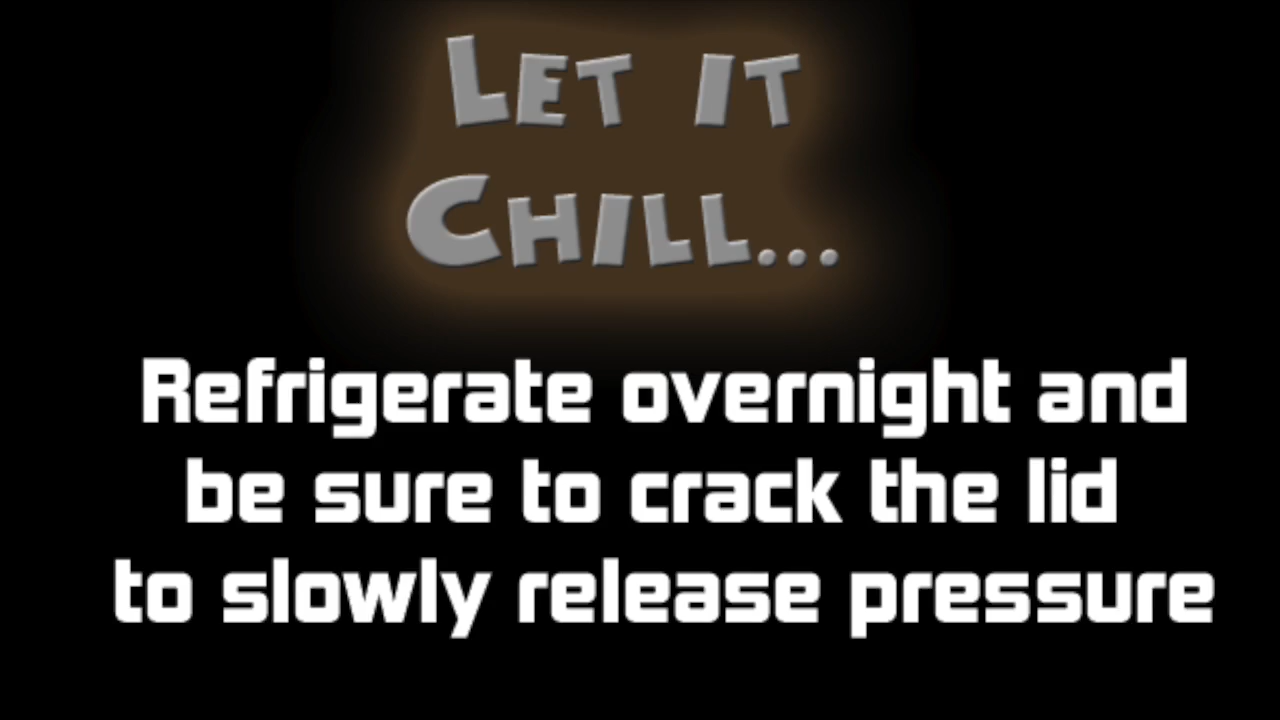 LET IT
CHILL...
Refrigerate overnight and
be sure to crack the lid
to slowly release pressure